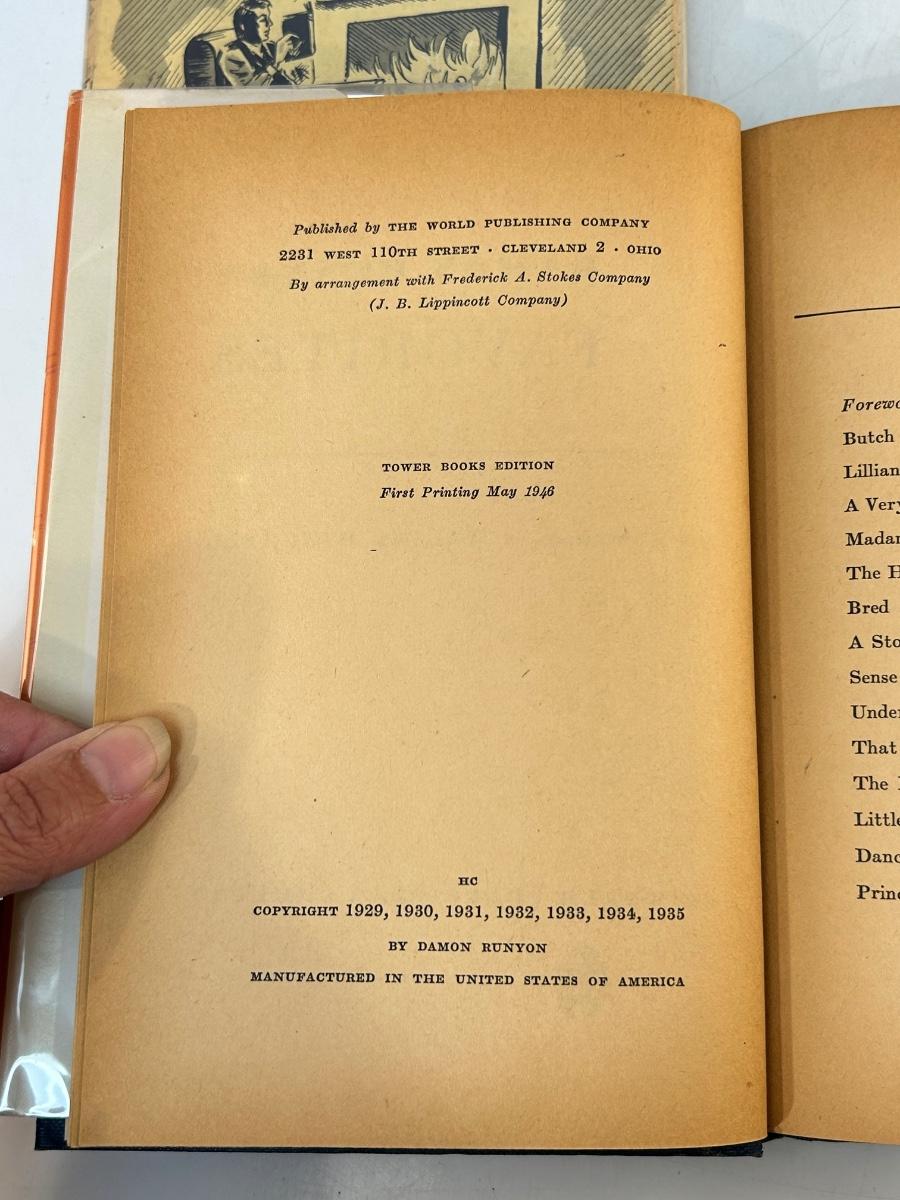 Published by THE WORLD PUBLISHING COMPANY
2231 WEST 110TH STREET · CLEVELAND 2 · OHIO
By arrangement with Frederick A. Stokes Company
(J. B. Lippincott Company)
TOWER BOOKS EDITION
First Printing May 1946
HC
COPYRIGHT 1929, 1930, 1931, 1932, 1933, 1934, 1935
BY DAMON RUNYON
MANUFACTURED IN THE UNITED STATES OF AMERICA
Butch
Lillian
A
The
Bred
A
Sense
That
The